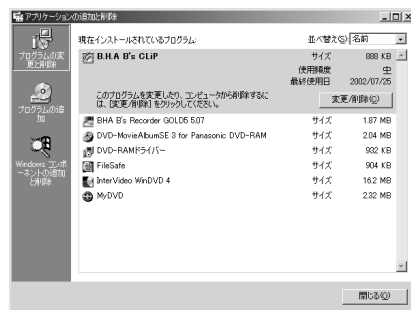 アプリケーションの追加と削除
プログラムの変更と削除
プログラムの追加
Windows コンポーネントの追加と削除
現在インストールされているプログラム:
並べ替え(S): 名前
B.H.A B's CLiP
サイズ 888 KB
使用頻度 中
最終使用日 2002/07/25
このプログラムを変更したり、コンピュータから削除するには、[変更/削除] をクリックしてください。
変更/削除(C)
BHA B's Recorder GOLD5 5.07 サイズ 1.87 MB
DVD-MovieAlbumSE 3 for Panasonic DVD-RAM サイズ 2.04 MB
DVD-RAMドライバー サイズ 932 KB
FileSafe サイズ 904 KB
InterVideo WinDVD 4 サイズ 16.2 MB
MyDVD サイズ 2.32 MB
閉じる(O)